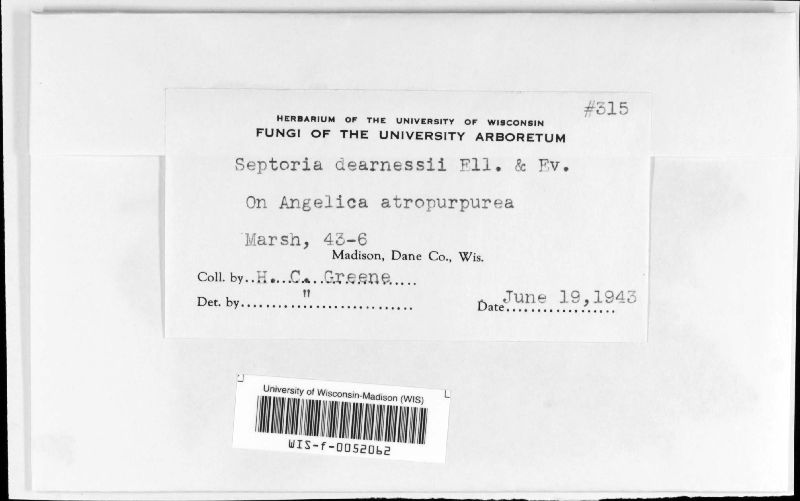 #315
HERBARIUM OF THE UNIVERSITY OF WISCONSIN
FUNGI OF THE UNIVERSITY ARBORETUM
Septoria dearnessii Ell. & Ev.
On Angelica atropurpurea
Marsh, 43-6
Madison, Dane Co., Wis.
Coll. by..H. C. Greene....
Det. by............"..............
Date June 19,1943
University of Wisconsin-Madison (WIS)
WIS-f-0052062